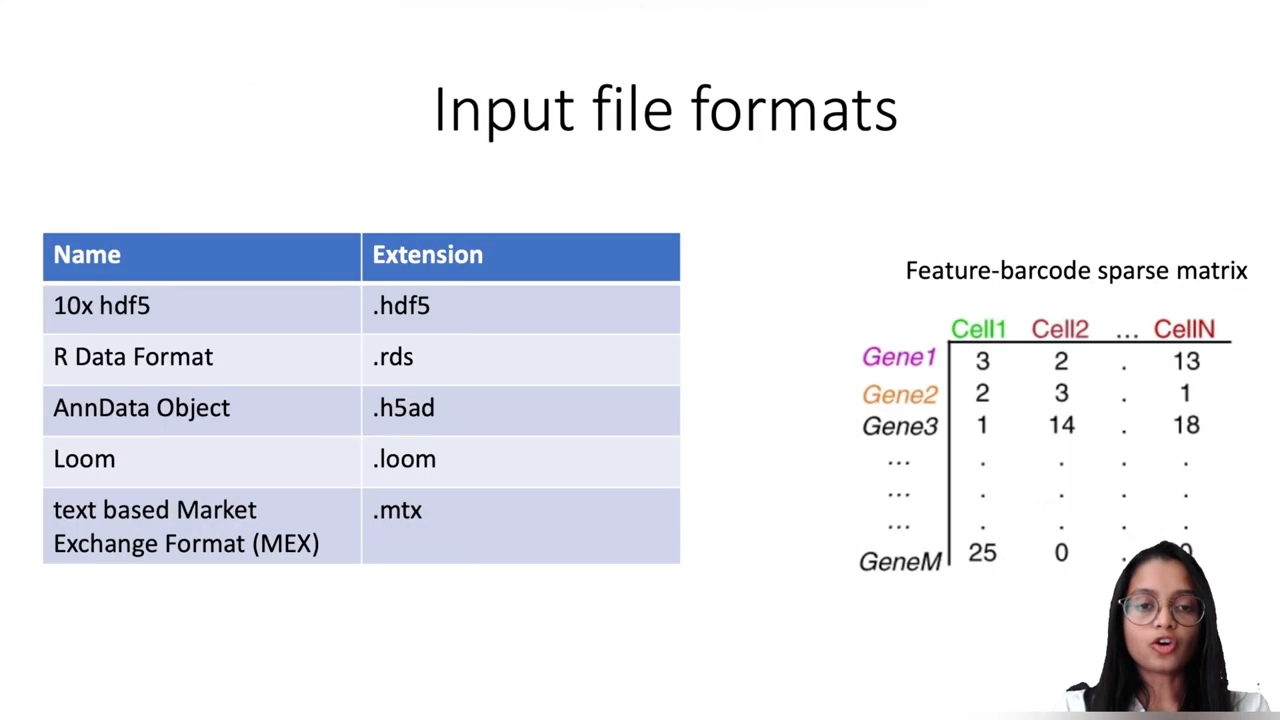 Input file formats
Name Extension
10x hdf5 .hdf5
R Data Format .rds
AnnData Object .h5ad
Loom .loom
text based Market .mtx
Exchange Format (MEX)
Feature-barcode sparse matrix
Cell1 Cell2 ... CellN
Gene1 3 2 . 13
Gene2 2 3 . 1
Gene3 1 14 . 18
... . . . .
... . . . .
... . . . .
GeneM 25 0 . 0